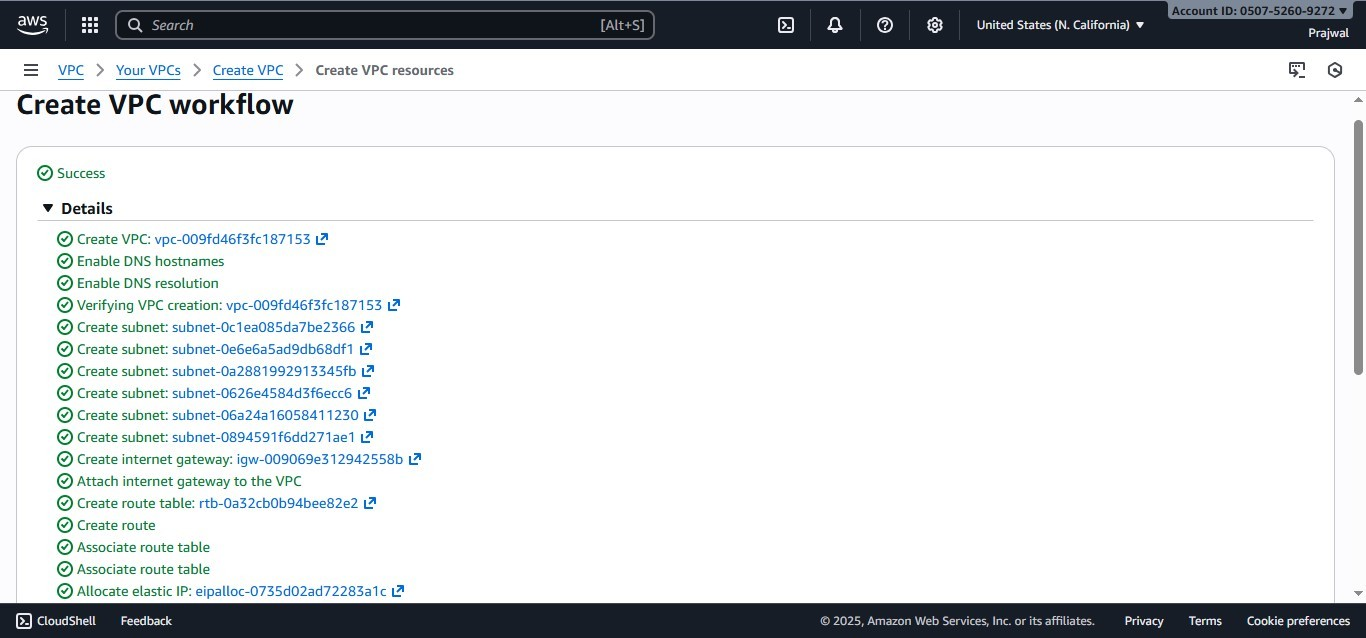 aws
Search [Alt+S]
United States (N. California)
Account ID: 0507-5260-9272
Prajwal
VPC
Your VPCs
Create VPC
Create VPC resources
Create VPC workflow
Success
Details
Create VPC: vpc-009fd46f3fc187153
Enable DNS hostnames
Enable DNS resolution
Verifying VPC creation: vpc-009fd46f3fc187153
Create subnet: subnet-0c1ea085da7be2366
Create subnet: subnet-0e6e6a5ad9db68df1
Create subnet: subnet-0a2881992913345fb
Create subnet: subnet-0626e4584d3f6ecc6
Create subnet: subnet-06a24a16058411230
Create subnet: subnet-0894591f6dd271ae1
Create internet gateway: igw-009069e312942558b
Attach internet gateway to the VPC
Create route table: rtb-0a32cb0b94bee82e2
Create route
Associate route table
Associate route table
Allocate elastic IP: eipalloc-0735d02ad72283a1c
CloudShell
Feedback
© 2025, Amazon Web Services, Inc. or its affiliates.
Privacy
Terms
Cookie preferences